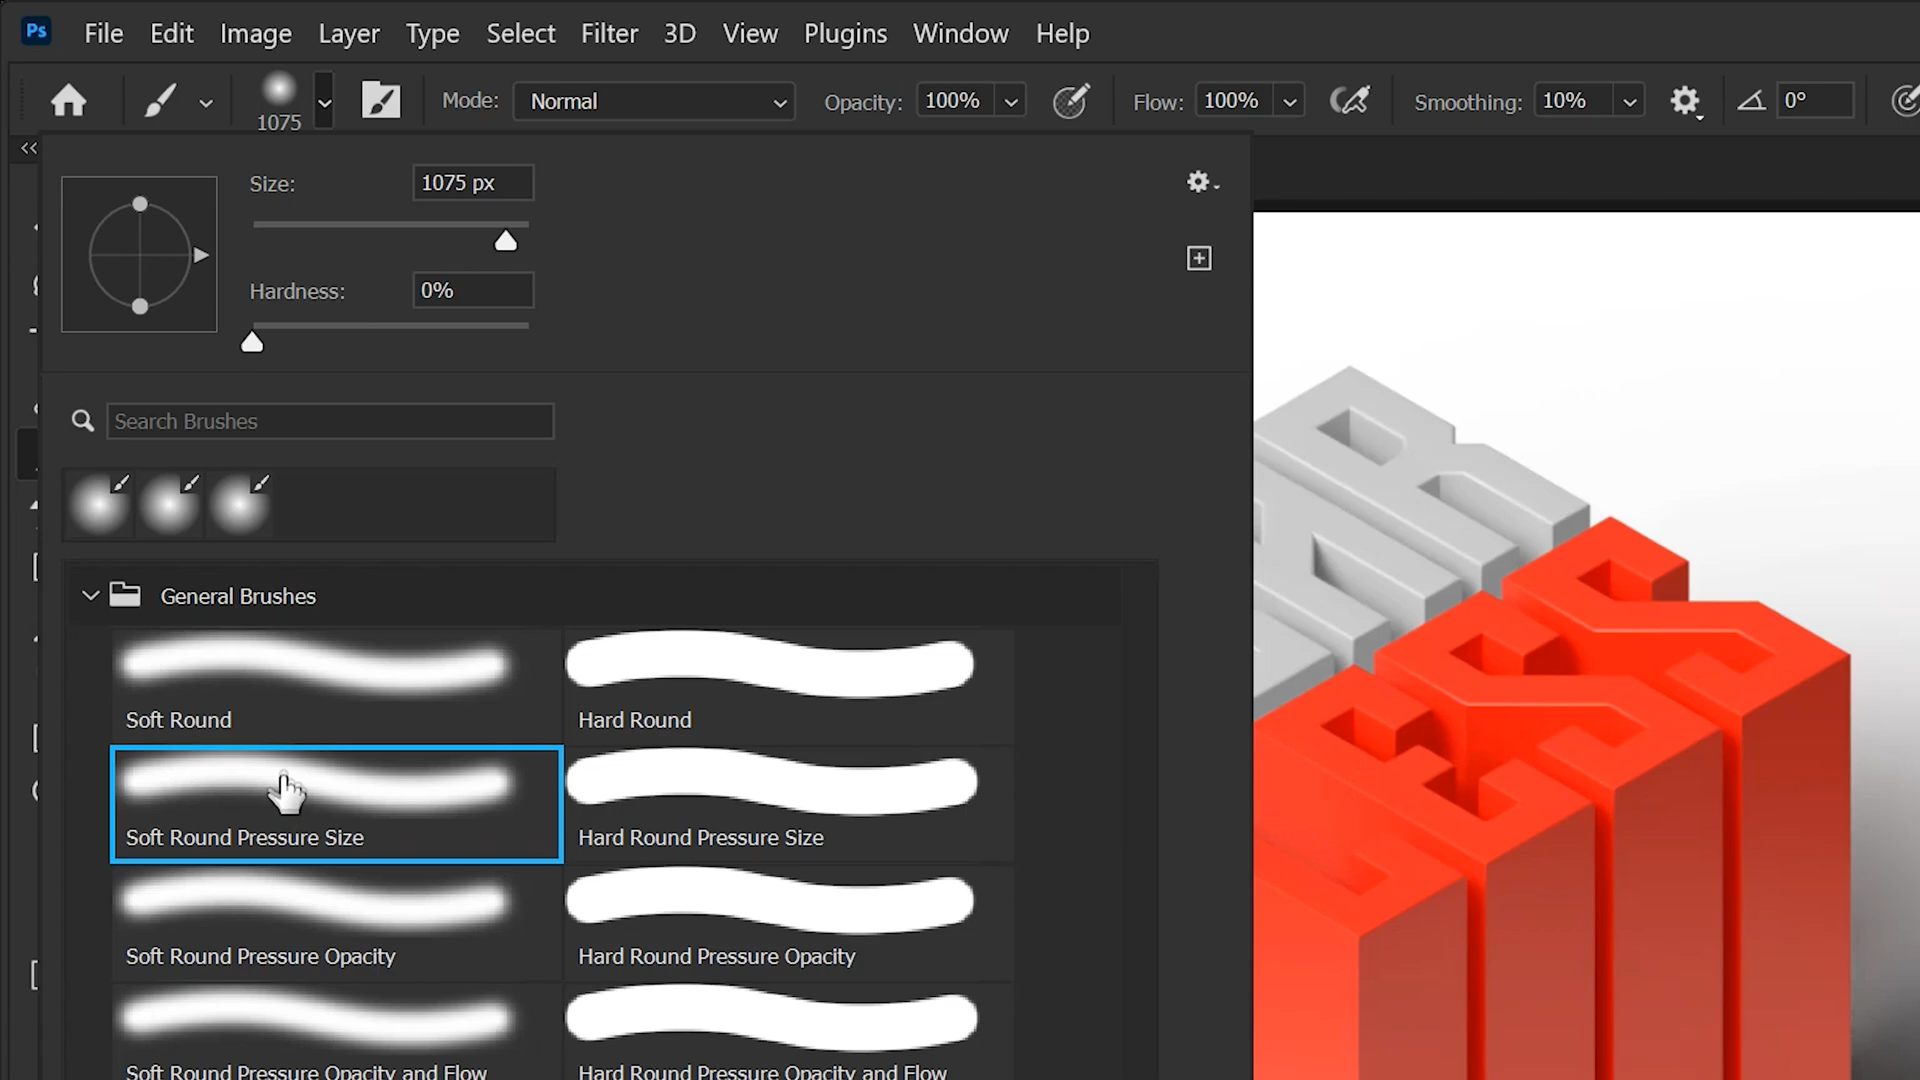 Ps File Edit Image Layer Type Select Filter 3D View Plugins Window Help
1075 Mode: Normal Opacity: 100% Flow: 100% Smoothing: 10% 0°
Size: 1075 px
Hardness: 0%
Search Brushes
General Brushes
Soft Round Hard Round
Soft Round Pressure Size Hard Round Pressure Size
Soft Round Pressure Opacity Hard Round Pressure Opacity
Soft Round Pressure Opacity and Flow Hard Round Pressure Opacity and Flow